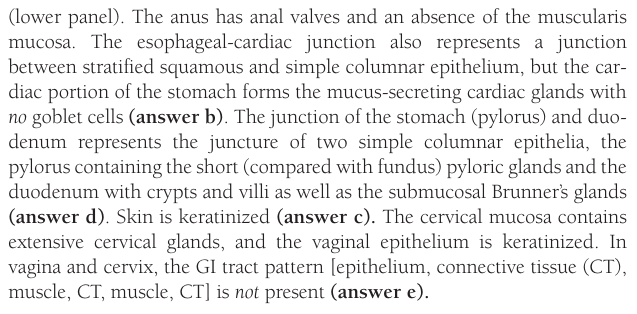 (lower panel). The anus has anal valves and an absence of the muscularis
mucosa. The esophageal-cardiac junction also represents a junction
between stratified squamous and simple columnar epithelium, but the car-
diac portion of the stomach forms the mucus-secreting cardiac glands with
no goblet cells (answer b). The junction of the stomach (pylorus) and duo-
denum represents the juncture of two simple columnar epithelia, the
pylorus containing the short (compared with fundus) pyloric glands and the
duodenum with crypts and villi as well as the submucosal Brunner's glands
(answer d). Skin is keratinized (answer c). The cervical mucosa contains
extensive cervical glands, and the vaginal epithelium is keratinized. In
vagina and cervix, the GI tract pattern [epithelium, connective tissue (CT),
muscle, CT, muscle, CT] is not present (answer e).